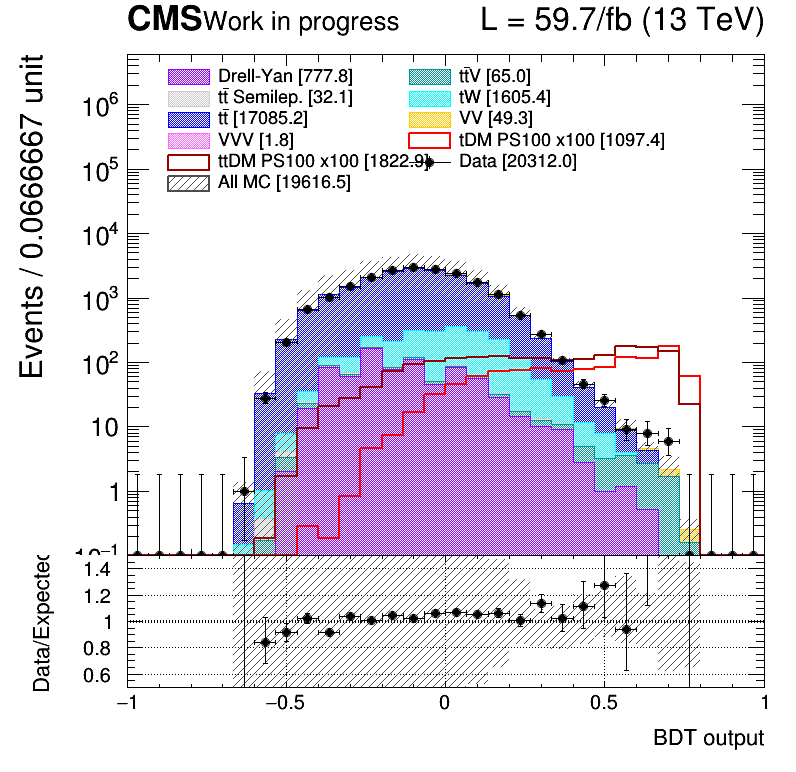 CMS Work in progress L = 59.7/fb (13 TeV)
Events / 0.0666667 unit
Drell-Yan [777.8]
tt̄V [65.0]
tt̄ Semilep. [32.1]
tW [1605.4]
tt̄ [17085.2]
VV [49.3]
VVV [1.8]
tDM PS100 x100 [1097.4]
ttDM PS100 x100 [1822.9]
Data [20312.0]
All MC [19616.5]
10⁶
10⁵
10⁴
10³
10²
10
1
10⁻¹
Data/Expected
1.4
1.2
1
0.8
0.6
−1 −0.5 0 0.5 1
BDT output